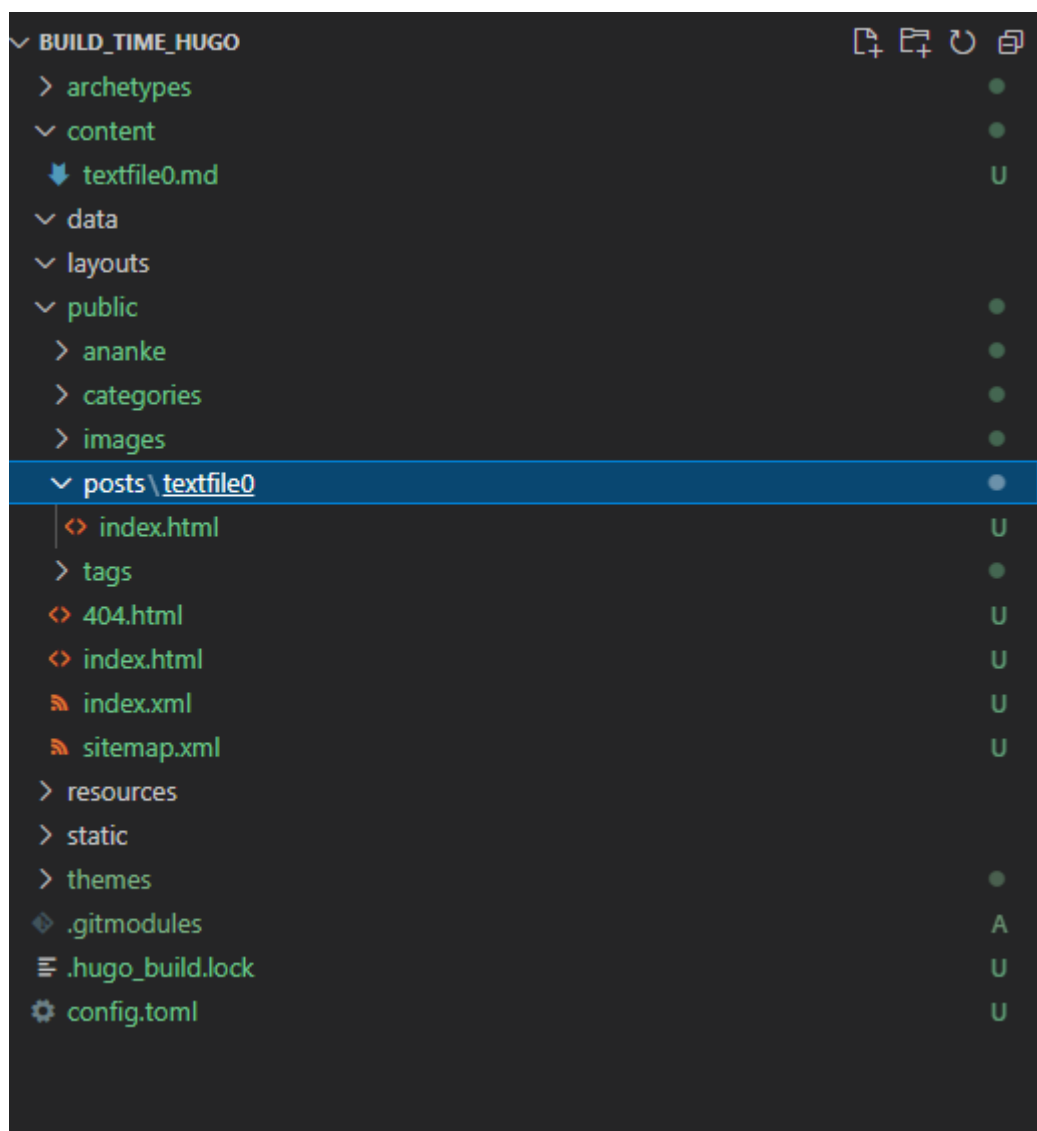 BUILD_TIME_HUGO
archetypes
content
textfile0.md U
data
layouts
public
ananke
categories
images
posts\textfile0
index.html U
tags
404.html U
index.html U
index.xml U
sitemap.xml U
resources
static
themes
.gitmodules A
.hugo_build.lock U
config.toml U